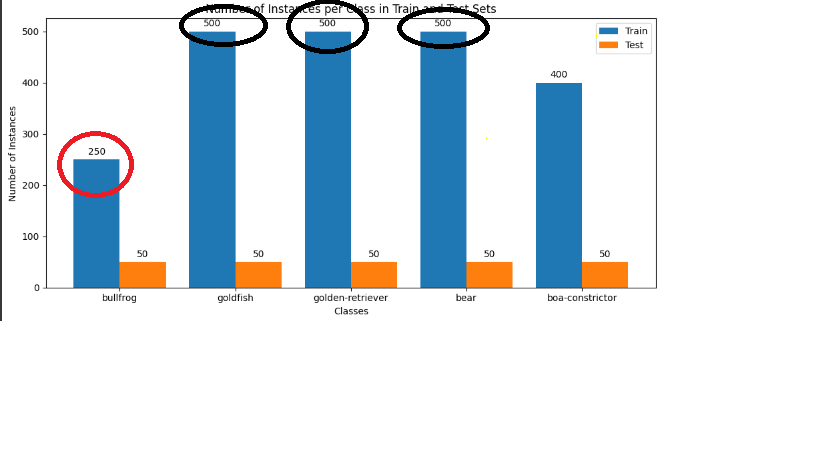 Number of Instances per Class in Train and Test Sets
500
500
500
Train
Test
400
250
50
50
50
50
50
Number of Instances
500
400
300
200
100
0
bullfrog
goldfish
golden-retriever
bear
boa-constrictor
Classes